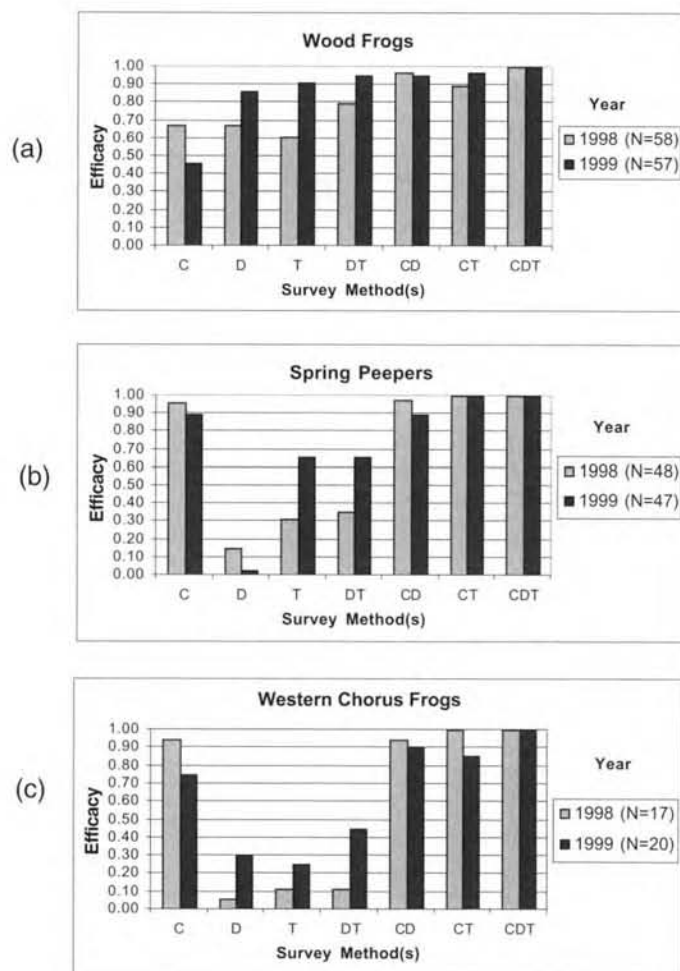 (a)
Wood Frogs
Efficacy
1.00
0.90
0.80
0.70
0.60
0.50
0.40
0.30
0.20
0.10
0.00
C D T DT CD CT CDT
Survey Method(s)
Year
1998 (N=58)
1999 (N=57)
(b)
Spring Peepers
Efficacy
1.00
0.90
0.80
0.70
0.60
0.50
0.40
0.30
0.20
0.10
0.00
C D T DT CD CT CDT
Survey Method(s)
Year
1998 (N=48)
1999 (N=47)
(c)
Western Chorus Frogs
Efficacy
1.00
0.90
0.80
0.70
0.60
0.50
0.40
0.30
0.20
0.10
0.00
C D T DT CD CT CDT
Survey Method(s)
Year
1998 (N=17)
1999 (N=20)